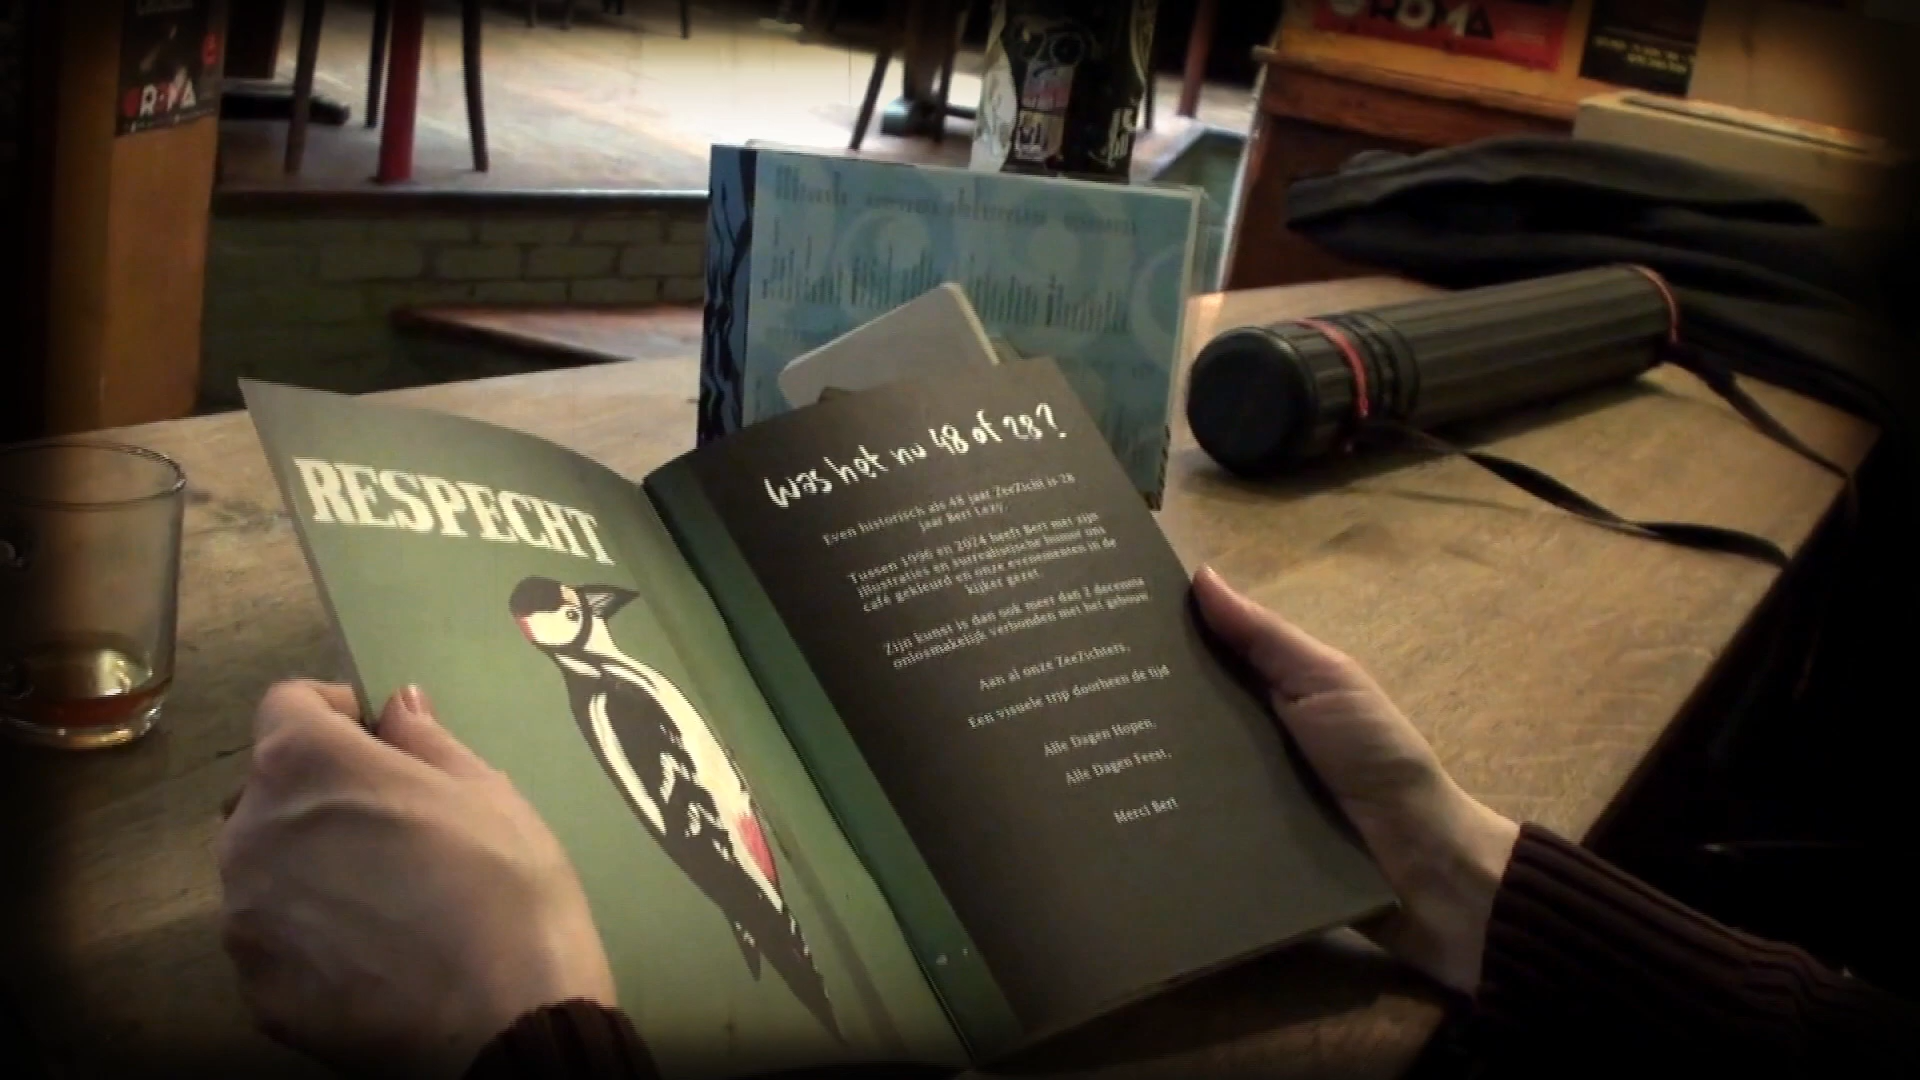 ROMA
ROMA
RESPECHT
Was het nu 48 of 28?
Even historisch als 48 jaar ZeeZicht is 28
jaar Bert Lezy.
Tussen 1996 en 2024 heeft Bert met zijn
illustraties en surrealistische humor ons
café gekleurd en onze evenementen in de
kijker gezet.
Zijn kunst is dan ook meer dan 2 decennia
onlosmakelijk verbonden met het gebouw
Aan al onze ZeeZichters,
Een visuele trip doorheen de tijd
Alle Dagen Hopen,
Alle Dagen Feest,
Merci Bert